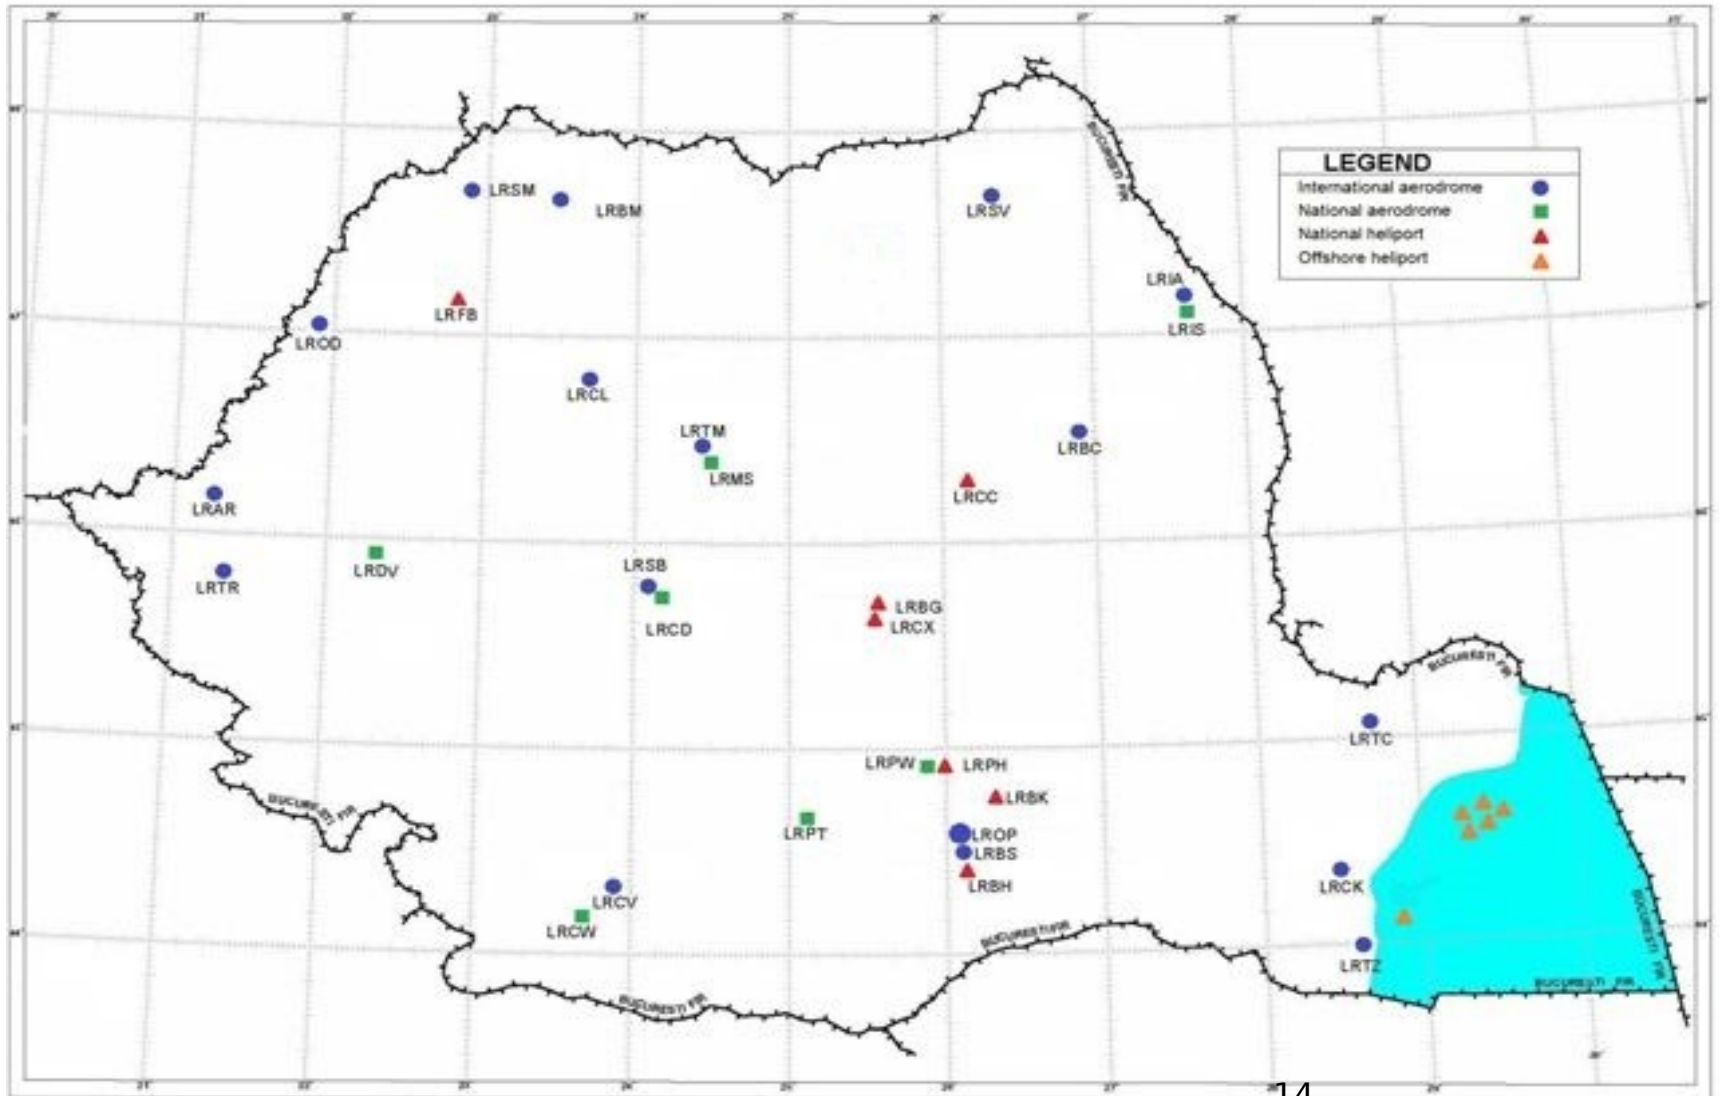 BUCURESTI FIR
LEGEND
International aerodrome
National aerodrome
National heliport
Offshore heliport
LRSM
LRBM
LRSV
LRIA
LRIS
LRFB
LROD
LRCL
LRTM
LRMS
LRBC
LRCC
LRAR
LRTR
LRDV
LRSB
LRCD
LRBG
LRCX
BUCURESTI FIR
LRTC
LRPW
LRPH
LRBK
BUCURESTI FIR
LRPT
LROP
LRBS
LRBH
LRCK
LRCV
LRCW
BUCURESTI FIR
LRTZ
BUCURESTI FIR
BUCURESTI FIR
BUCURESTI FIR
14